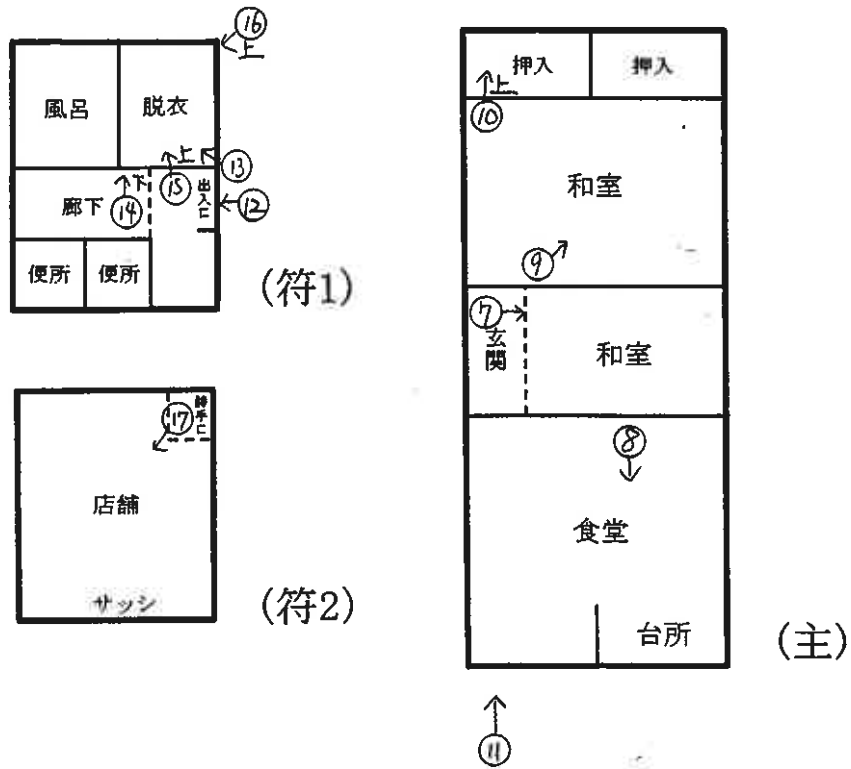 ⑯
上
風呂
脱衣
上
⑬
⑮
下
⑭
出入口
⑫
廊下
便所
便所
(符1)
勝手口
⑰
店舗
サッシ
(符2)
押入
押入
上
⑩
和室
⑨
⑦
玄関
和室
⑧
食堂
台所
(主)
⑪